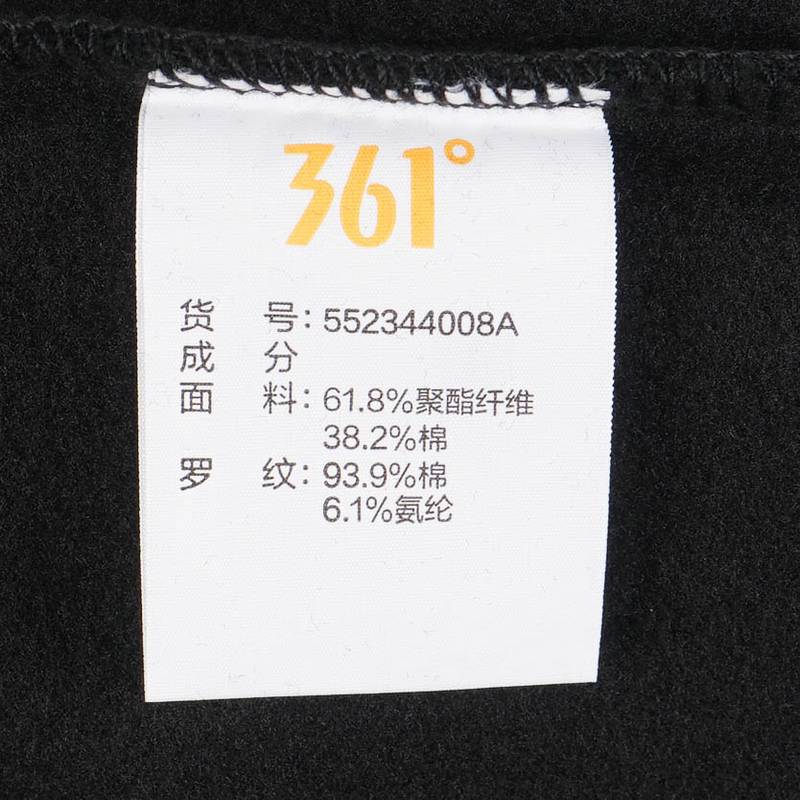 361°
货 号：552344008A
成 分
面 料：61.8%聚酯纤维
38.2%棉
罗 纹：93.9%棉
6.1%氨纶